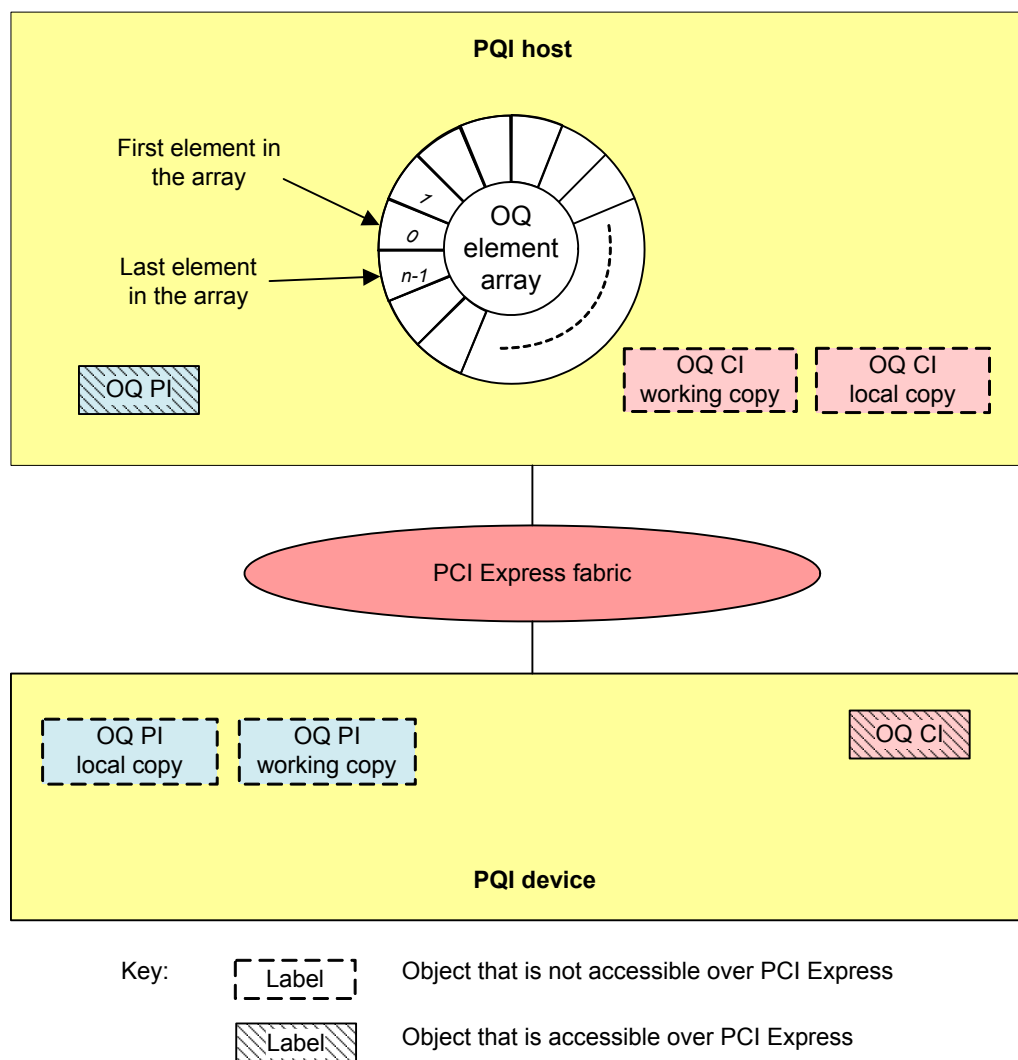 PQI host
First element in
the array
1
0
n-1
OQ
element
array
Last element
in the array
OQ PI
OQ CI
working copy
OQ CI
local copy
PCI Express fabric
OQ PI
local copy
OQ PI
working copy
OQ CI
PQI device
Key:
Label
Object that is not accessible over PCI Express
Label
Object that is accessible over PCI Express